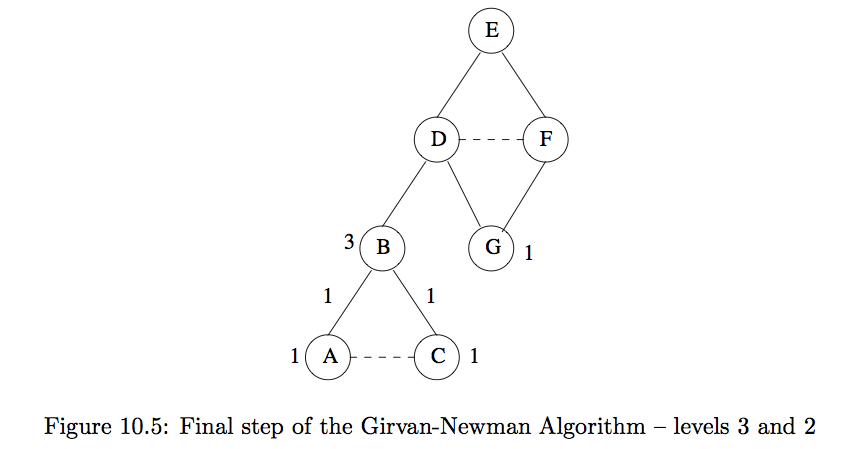 E
D F
3 B G 1
1 1
1 A C 1
Figure 10.5: Final step of the Girvan-Newman Algorithm – levels 3 and 2